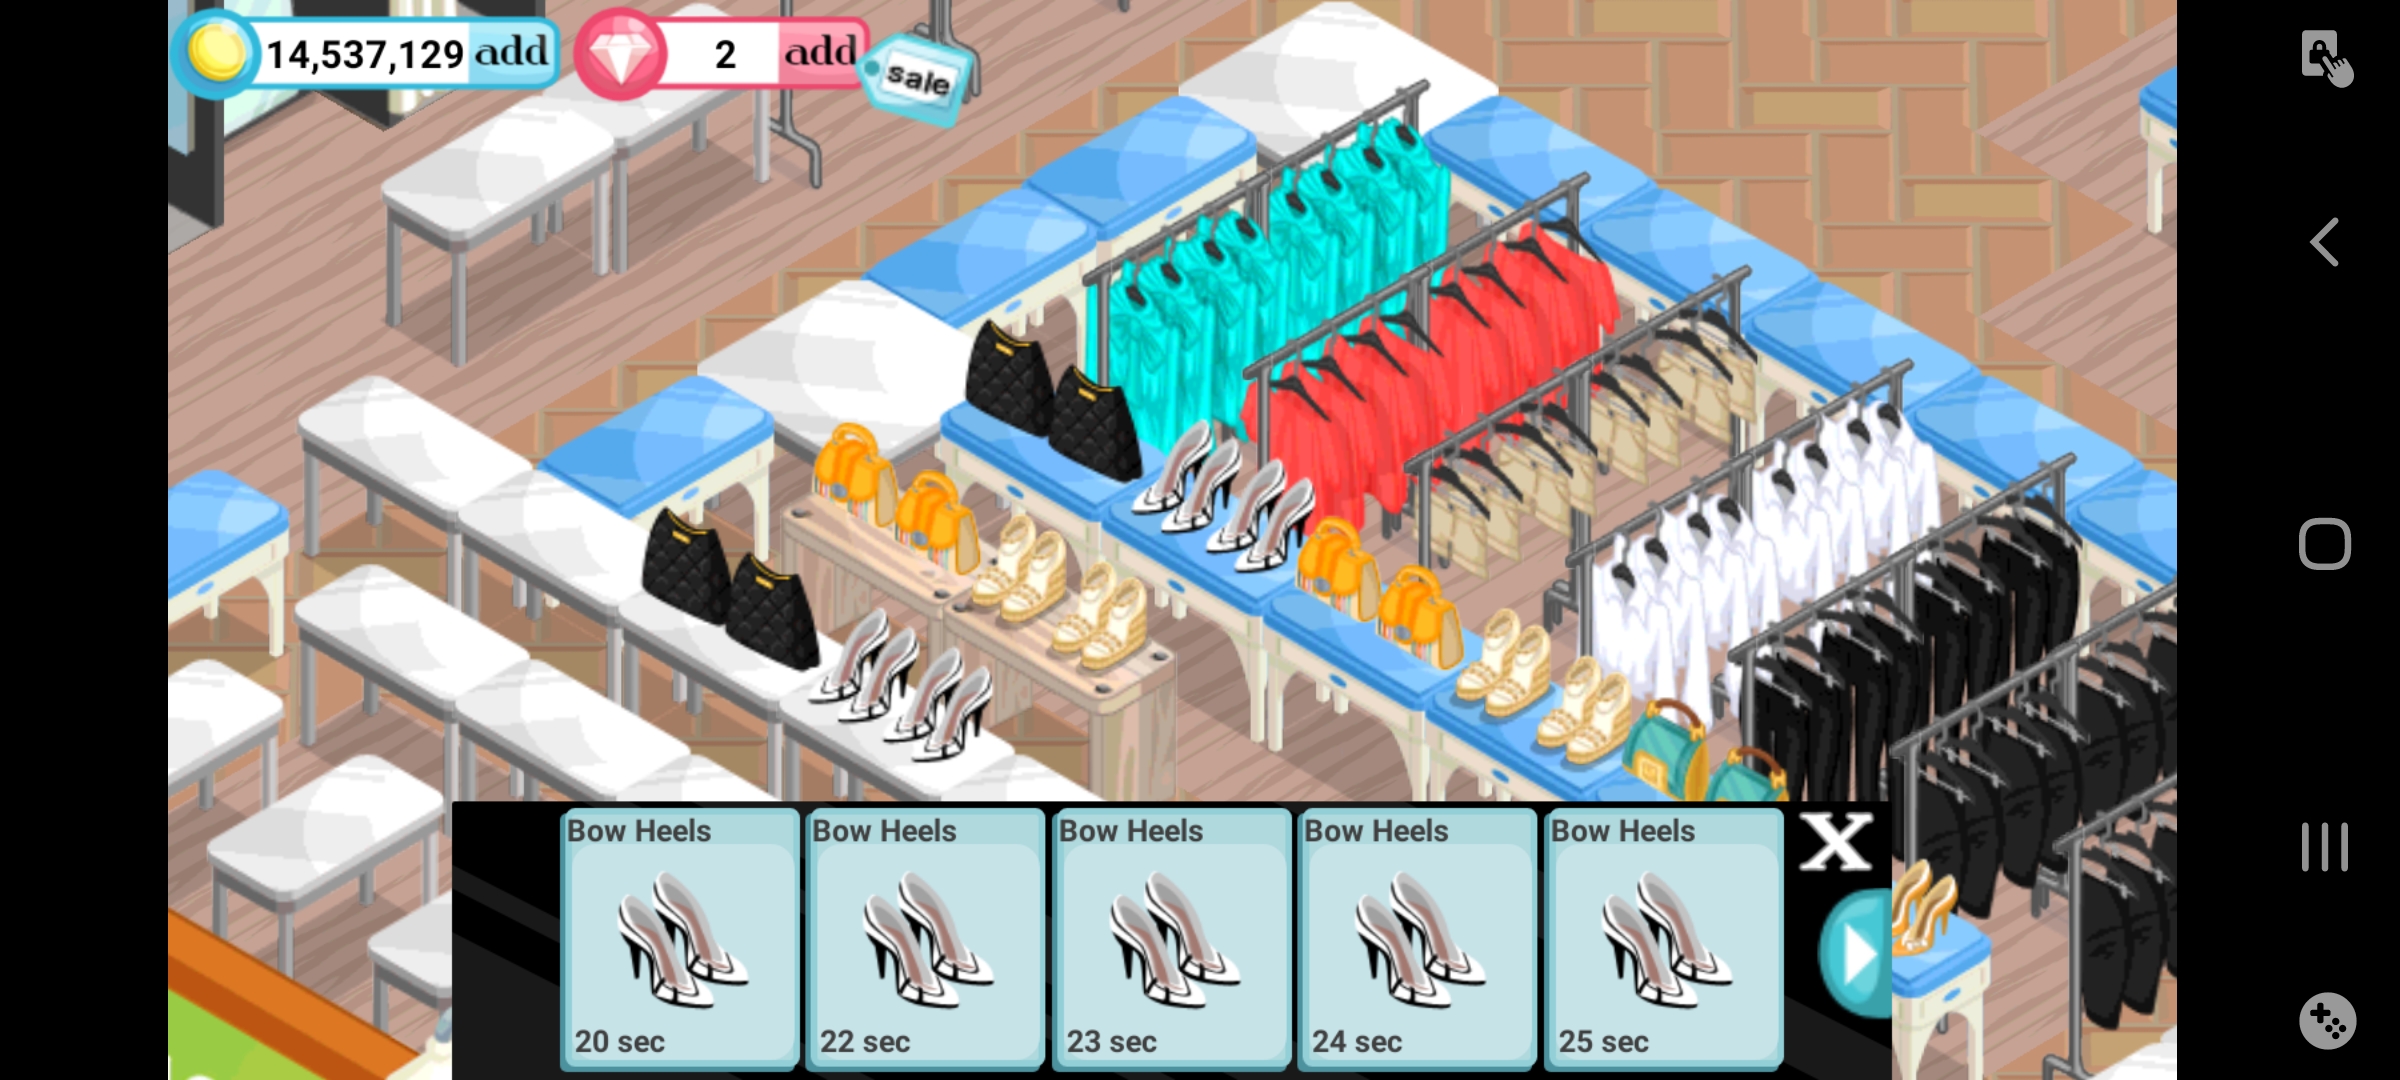 14,537,129 add
2 add
sale
Bow Heels
20 sec
Bow Heels
22 sec
Bow Heels
23 sec
Bow Heels
24 sec
Bow Heels
25 sec
X